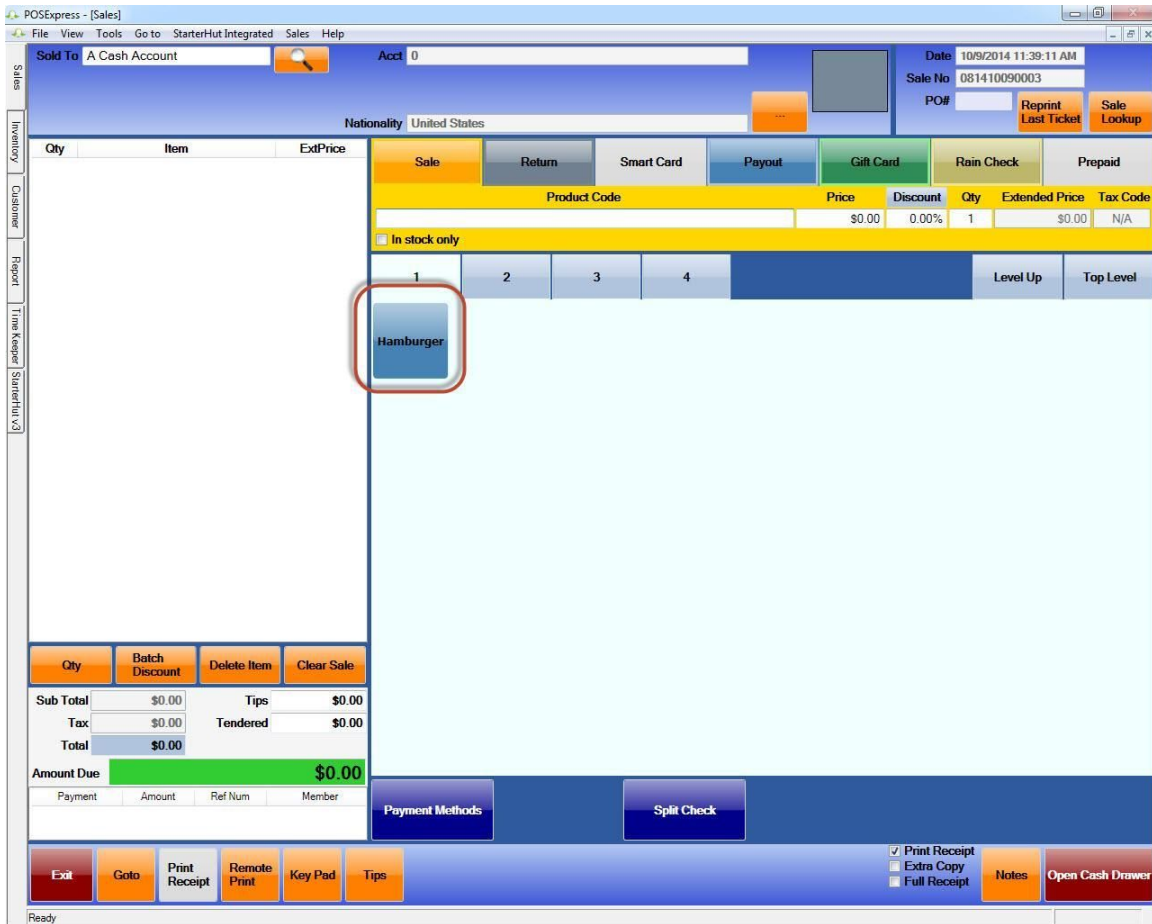 POSExpress - [Sales]
File View Tools Go to StarterHut Integrated Sales Help
Sold To A Cash Account Acct 0 Date 10/9/2014 11:39:11 AM
Sale No 081410090003
PO# Reprint Last Ticket Sale Lookup
Nationality United States ...
Sales
Inventory
Customer
Report
Time Keeper
StarterHut v3
Qty Item ExtPrice
Sale Return Smart Card Payout Gift Card Rain Check Prepaid
Product Code Price Discount Qty Extended Price Tax Code
$0.00 0.00% 1 $0.00 N/A
In stock only
1 2 3 4 Level Up Top Level
Hamburger
Qty Batch Discount Delete Item Clear Sale
Sub Total $0.00 Tips $0.00
Tax $0.00 Tendered $0.00
Total $0.00
Amount Due $0.00
Payment Amount Ref Num Member
Payment Methods Split Check
Exit Goto Print Receipt Remote Print Key Pad Tips
Print Receipt
Extra Copy
Full Receipt
Notes Open Cash Drawer
Ready